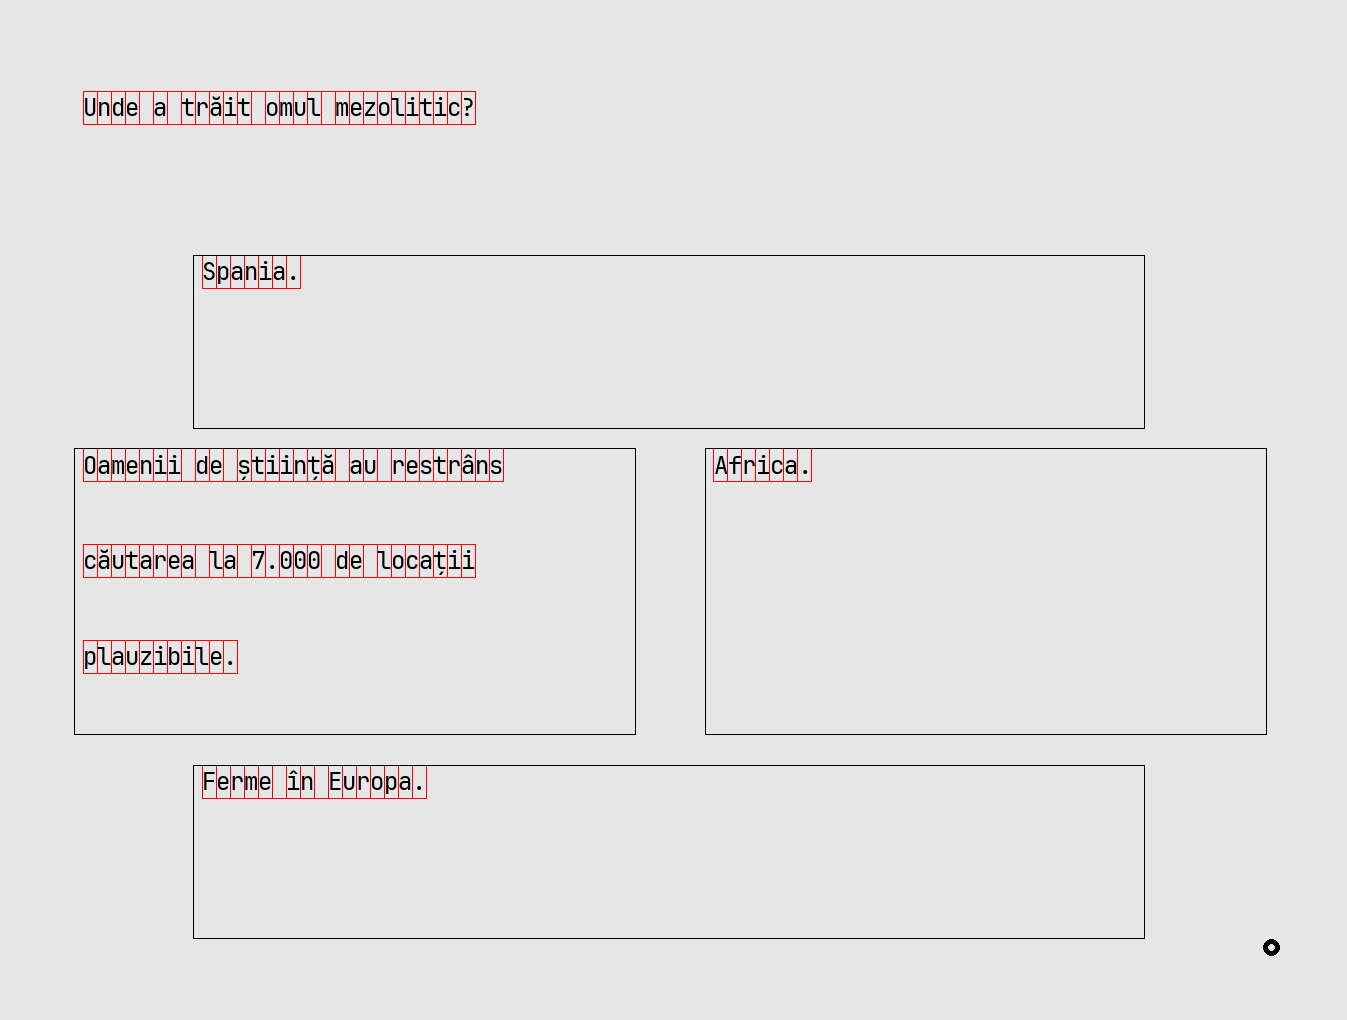 Unde a trăit omul mezolitic?
Spania.
Oamenii de știință au restrâns
căutarea la 7.000 de locații
plauzibile.
Africa.
Ferme în Europa.